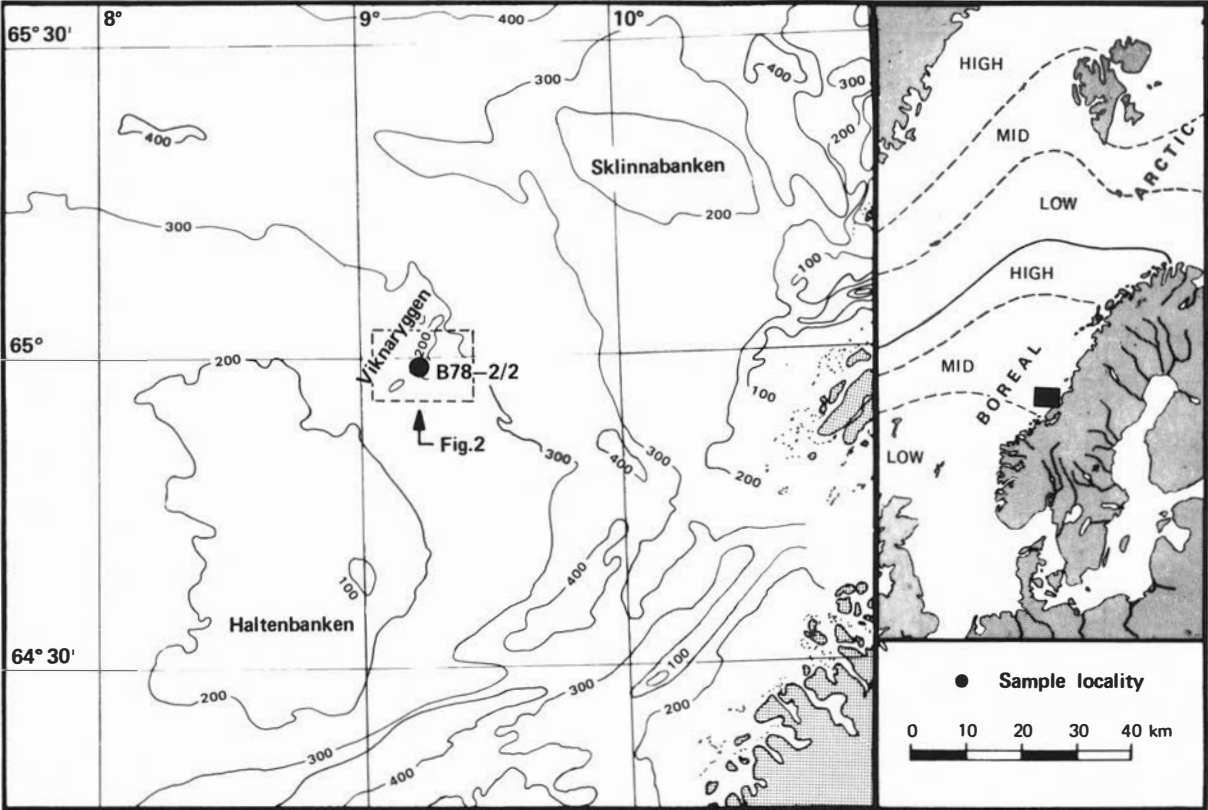 8°
9°
10°
65° 30'
65°
64° 30'
400
300
400
300
200
400
Sklinnabanken
200
300
100
Viknaryggen
200
B78–2/2
Fig.2
200
100
300
400
300
200
400
100
Haltenbanken
200
100
300
200
300
400
HIGH
MID
LOW
ARCTIC
HIGH
MID
LOW
BOREAL
Sample locality
0 10 20 30 40 km